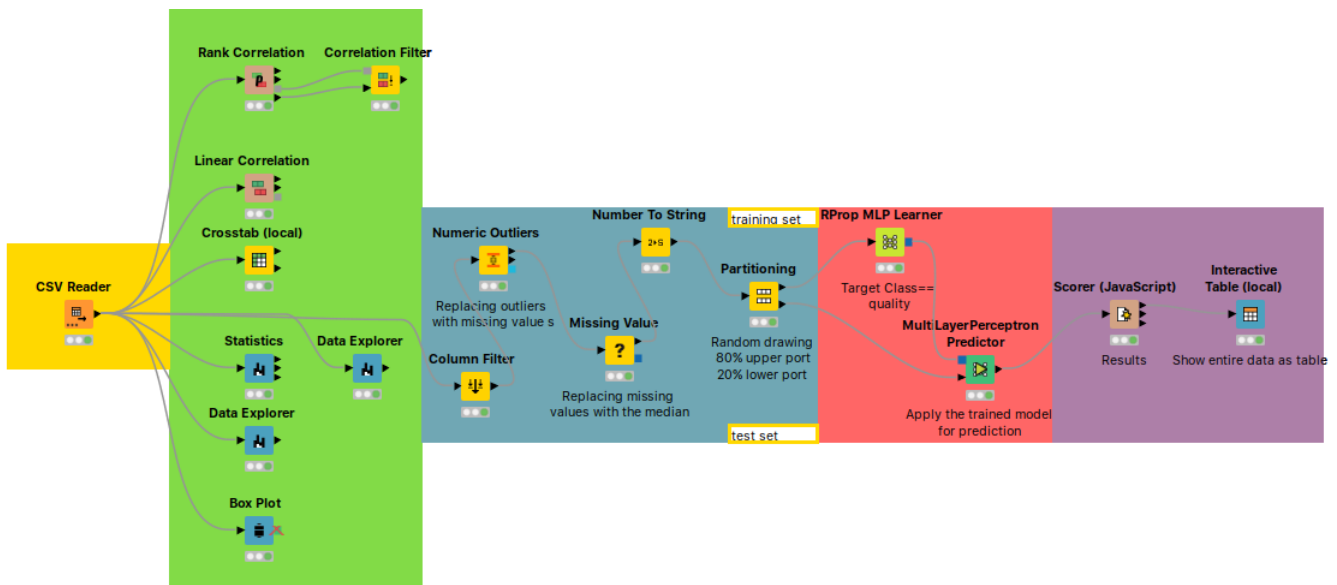 Rank Correlation
Correlation Filter
Linear Correlation
Crosstab (local)
CSV Reader
Statistics
Data Explorer
Data Explorer
Box Plot
Numeric Outliers
Replacing outliers
with missing value s
Column Filter
Missing Value
?
Replacing missing
values with the median
Number To String
2▸S
training set
Partitioning
Random drawing
80% upper port
20% lower port
test set
RProp MLP Learner
Target Class==
quality
MultiLayerPerceptron
Predictor
Apply the trained model
for prediction
Scorer (JavaScript)
Results
Interactive
Table (local)
Show entire data as table